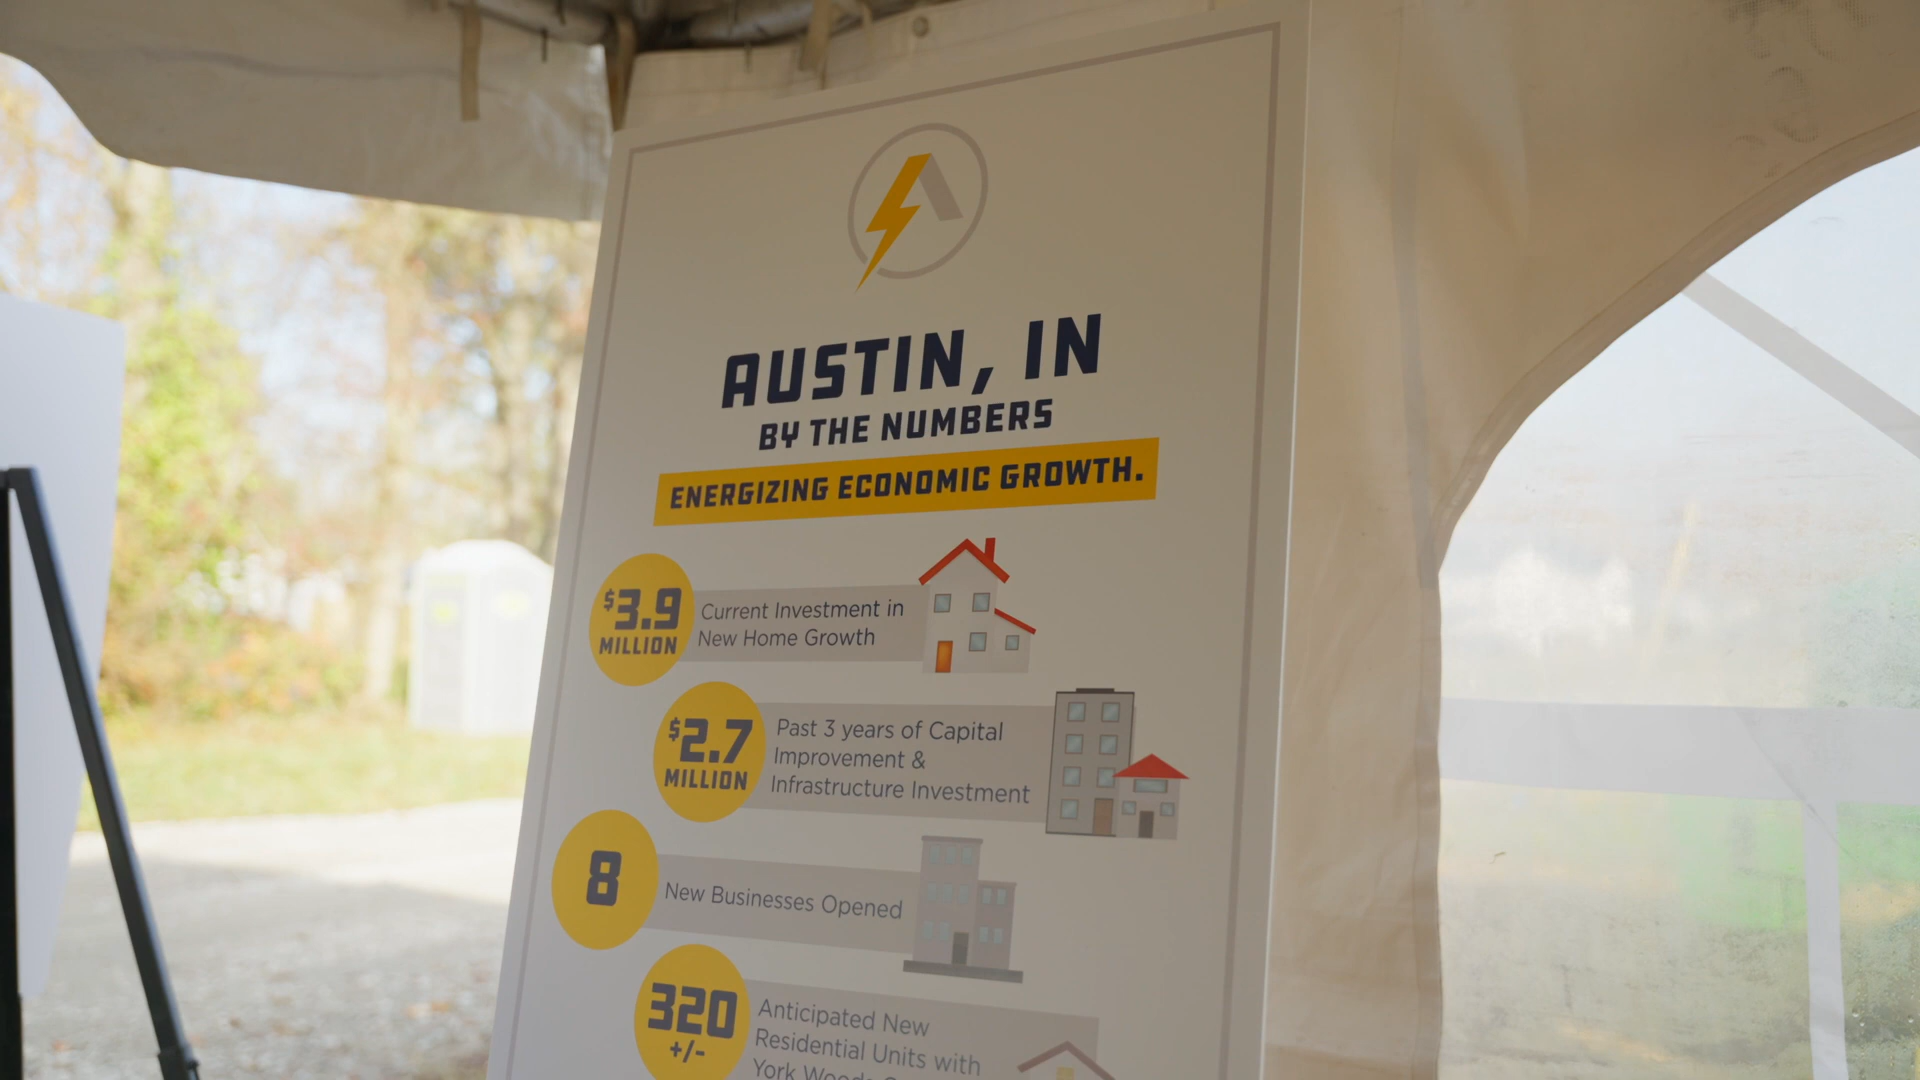 AUSTIN, IN
BY THE NUMBERS
ENERGIZING ECONOMIC GROWTH.
$3.9
MILLION
Current Investment in
New Home Growth
$2.7
MILLION
Past 3 years of Capital
Improvement &
Infrastructure Investment
8
New Businesses Opened
320
+/-
Anticipated New
Residential Units with
York